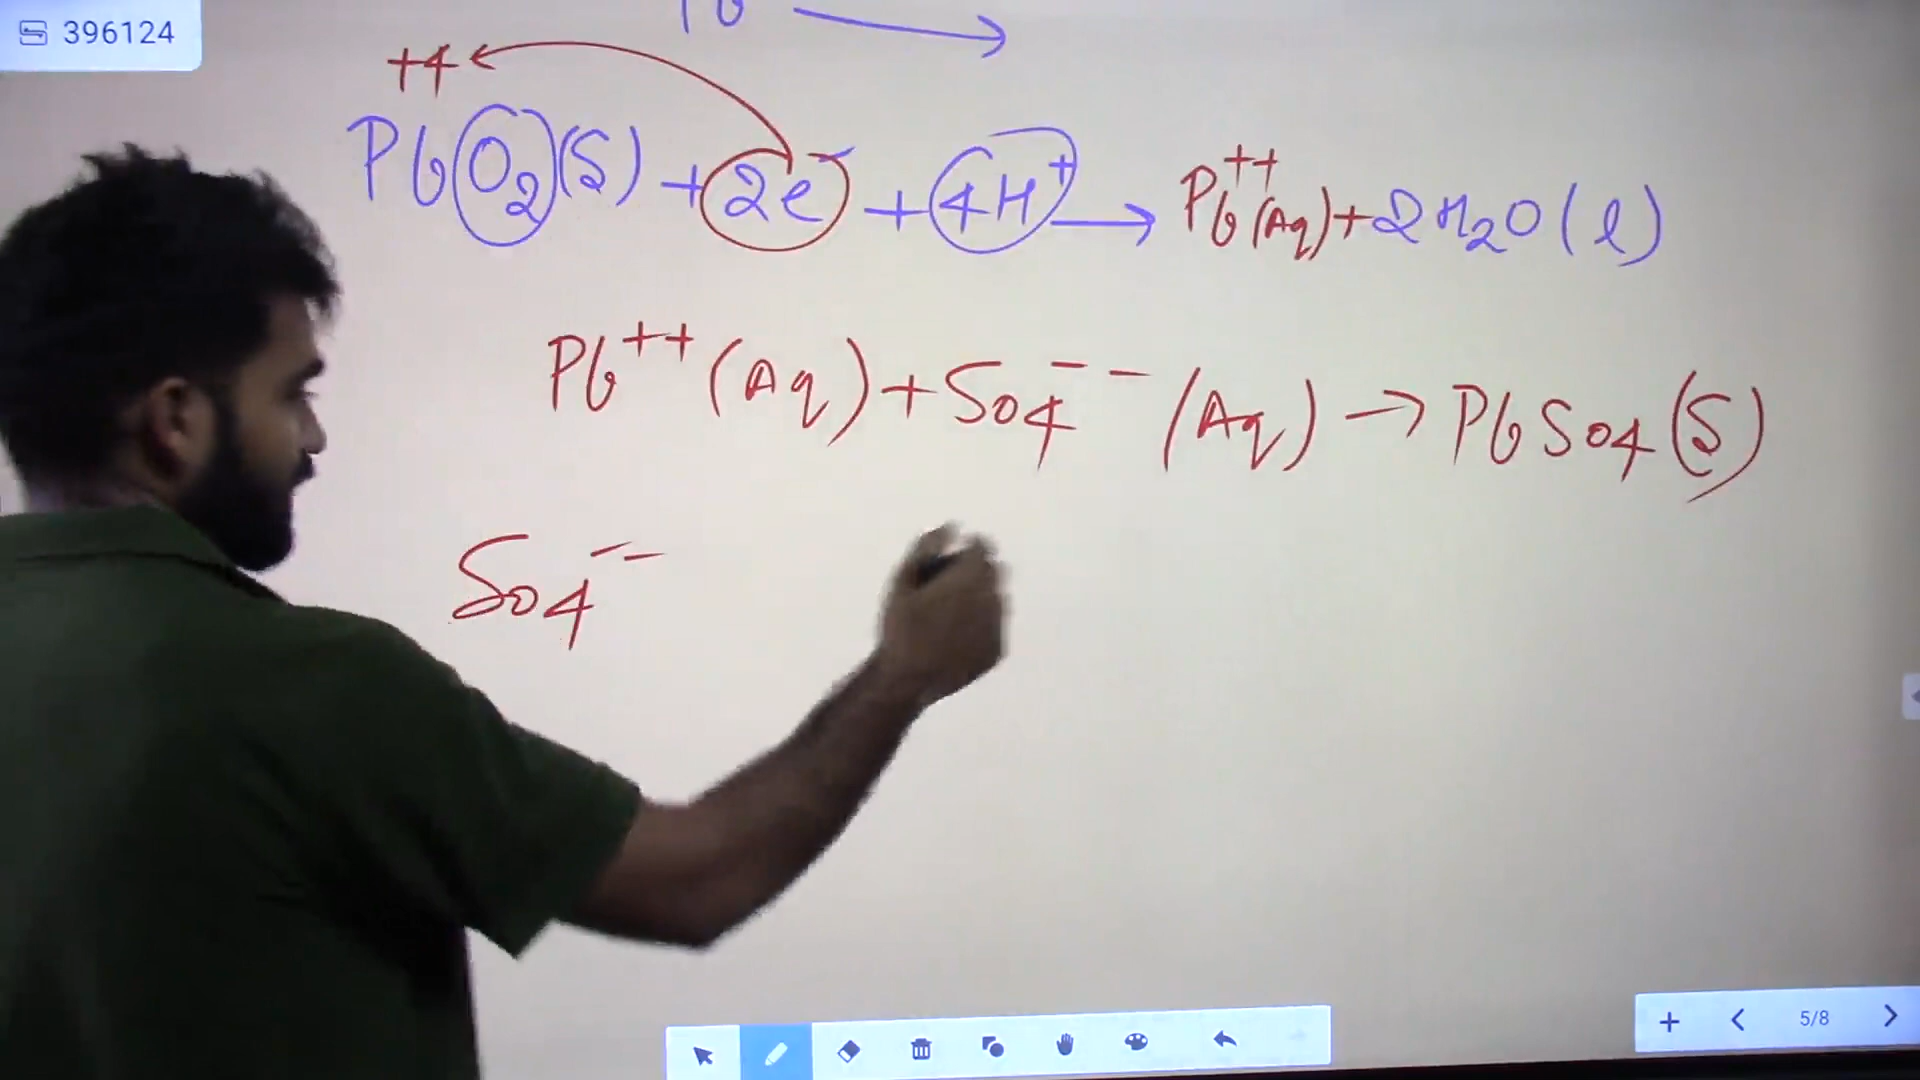 396124
+4
PbO2(S) + 2e⁻ + 4H⁺ → Pb⁺⁺(Aq) + 2H2O(l)
Pb⁺⁺(Aq) + SO4⁻⁻(Aq) → PbSO4(S)
SO4⁻⁻
5/8